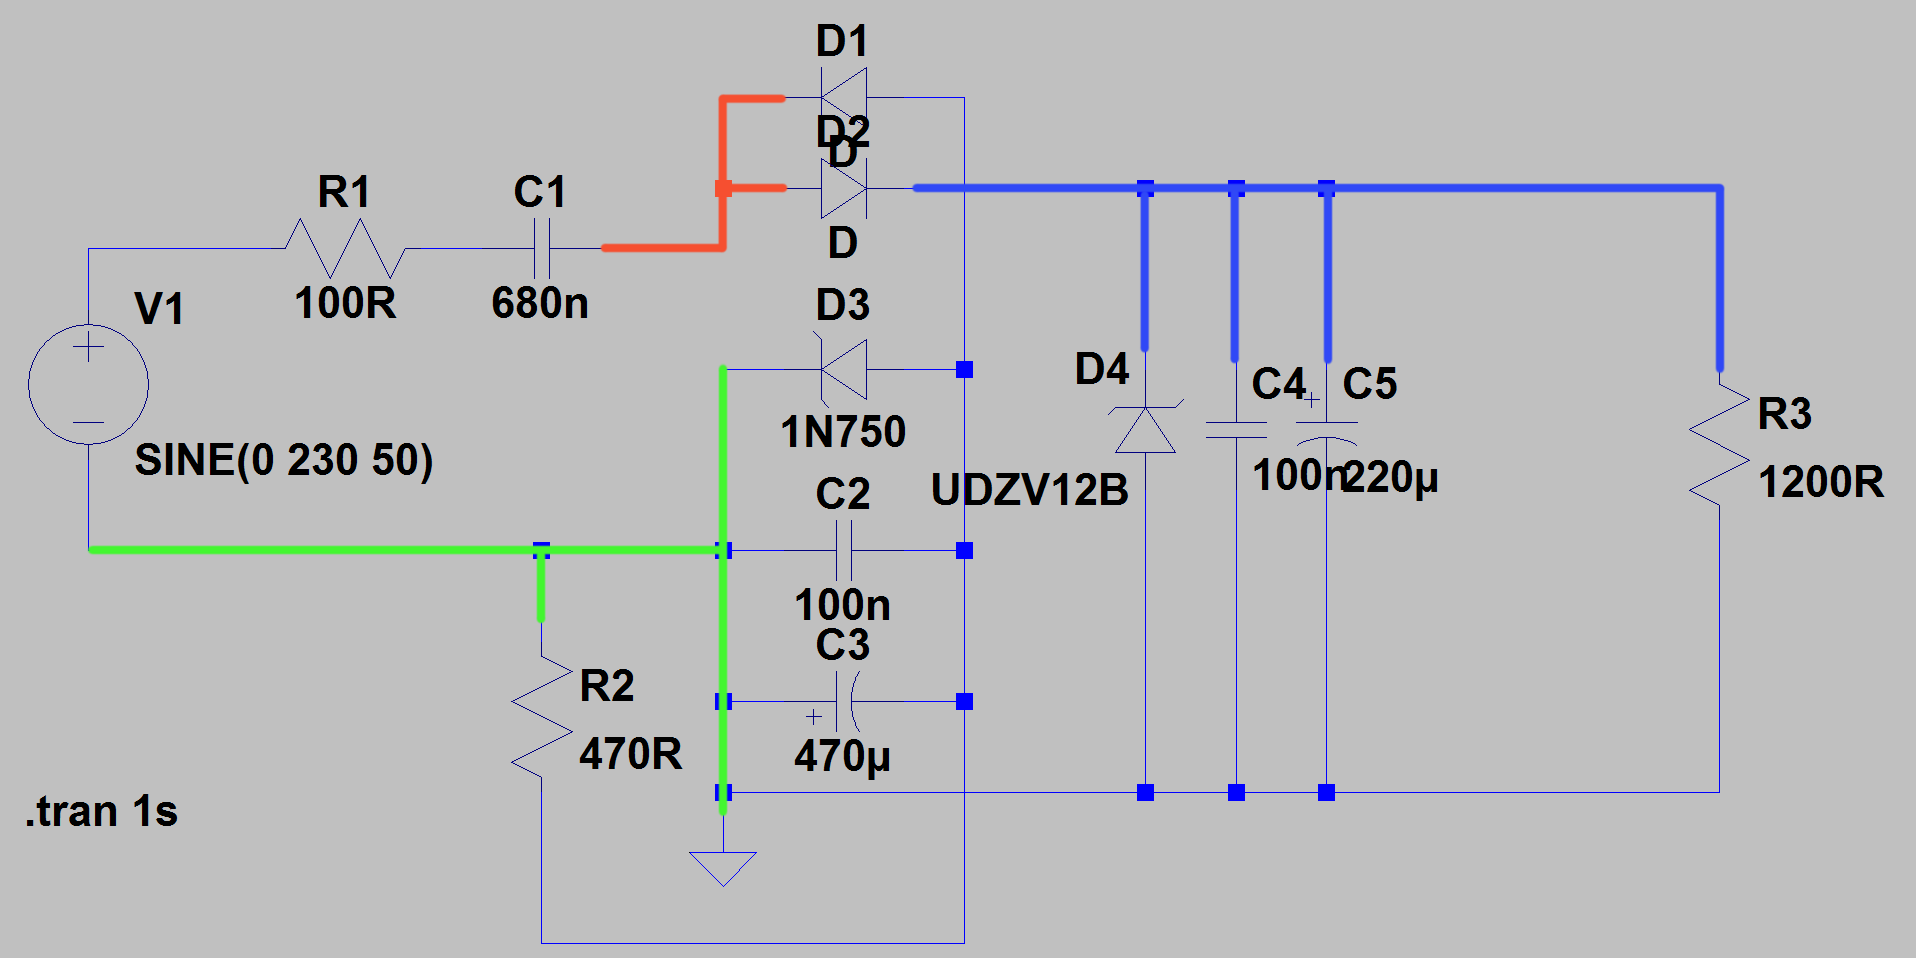 D1
D
D2
D
R1
100R
C1
680n
V1
SINE(0 230 50)
D3
1N750
C2
100n
C3
470µ
R2
470R
D4
UDZV12B
C4
100n
C5
220µ
R3
1200R
.tran 1s